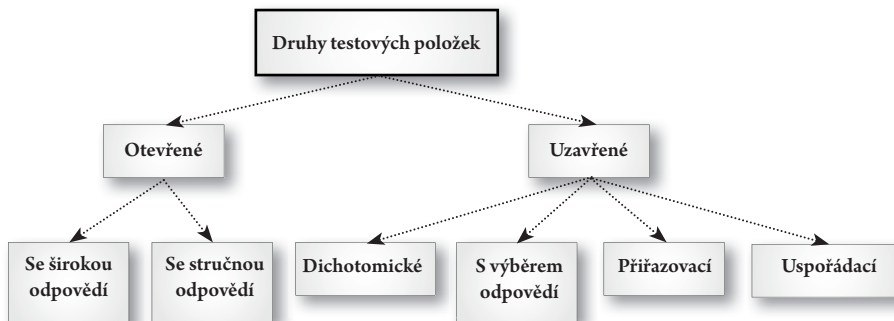 Druhy testových položek
Otevřené
Uzavřené
Se širokou
odpovědí
Se stručnou
odpovědí
Dichotomické
S výběrem
odpovědí
Přiřazovací
Uspořádací